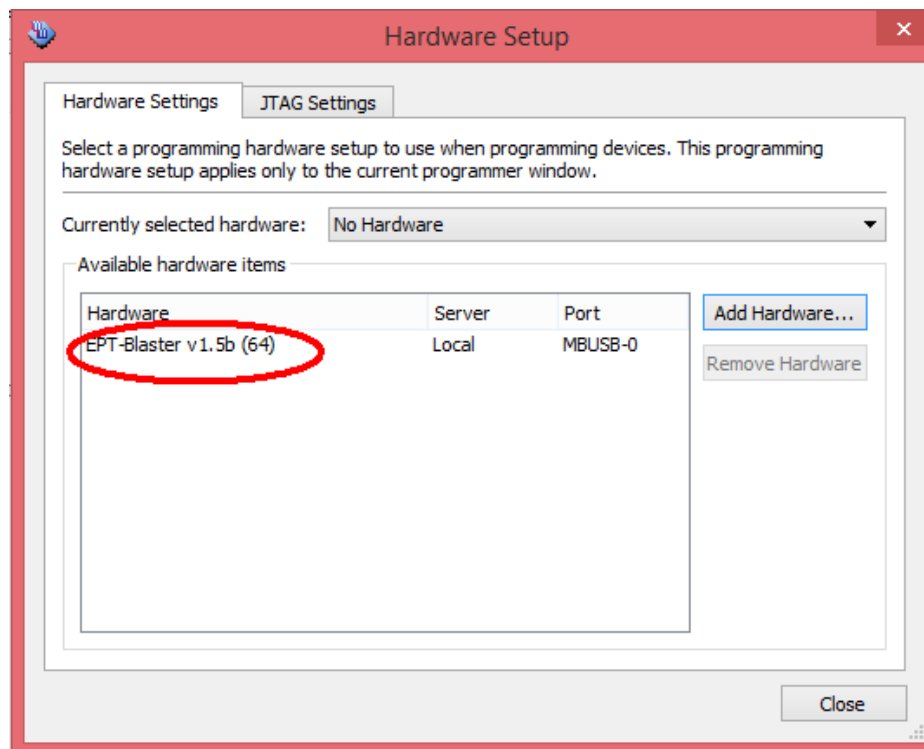 Hardware Setup
Hardware Settings
JTAG Settings
Select a programming hardware setup to use when programming devices. This programming
hardware setup applies only to the current programmer window.
Currently selected hardware: No Hardware
Available hardware items
Hardware Server Port
EPT-Blaster v1.5b (64) Local MBUSB-0
Add Hardware...
Remove Hardware
Close